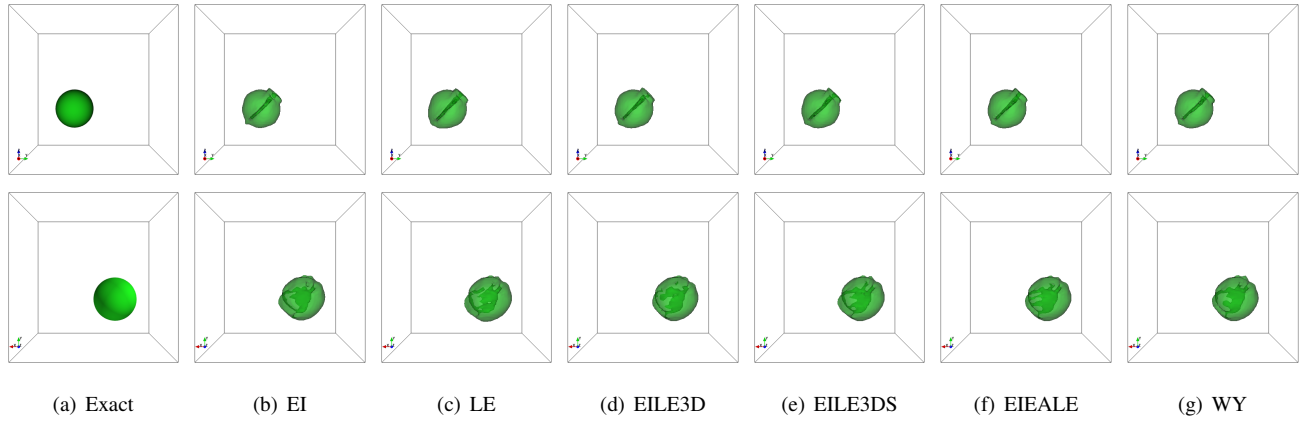 (a) Exact
(b) EI
(c) LE
(d) EILE3D
(e) EILE3DS
(f) EIEALE
(g) WY